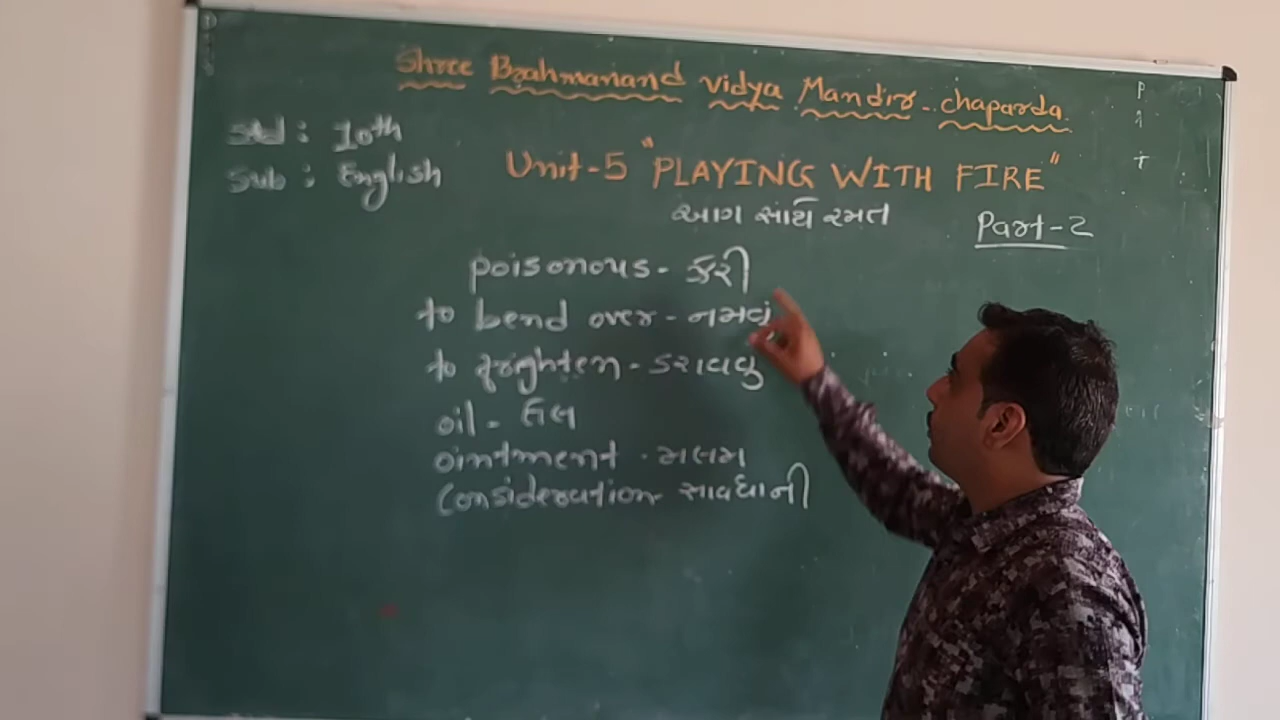 Shree Brahmanand Vidya Mandir.. chaparda.
Std : 10th
Sub : English
Unit-5 "PLAYING WITH FIRE"
આગ સાથે રમત
Part-2
poisonous - ઝેરી
to bend over - નમવું
to frighten - ડરાવવું
oil - તેલ
ointment - મલમ
Consideration - સાવધાની